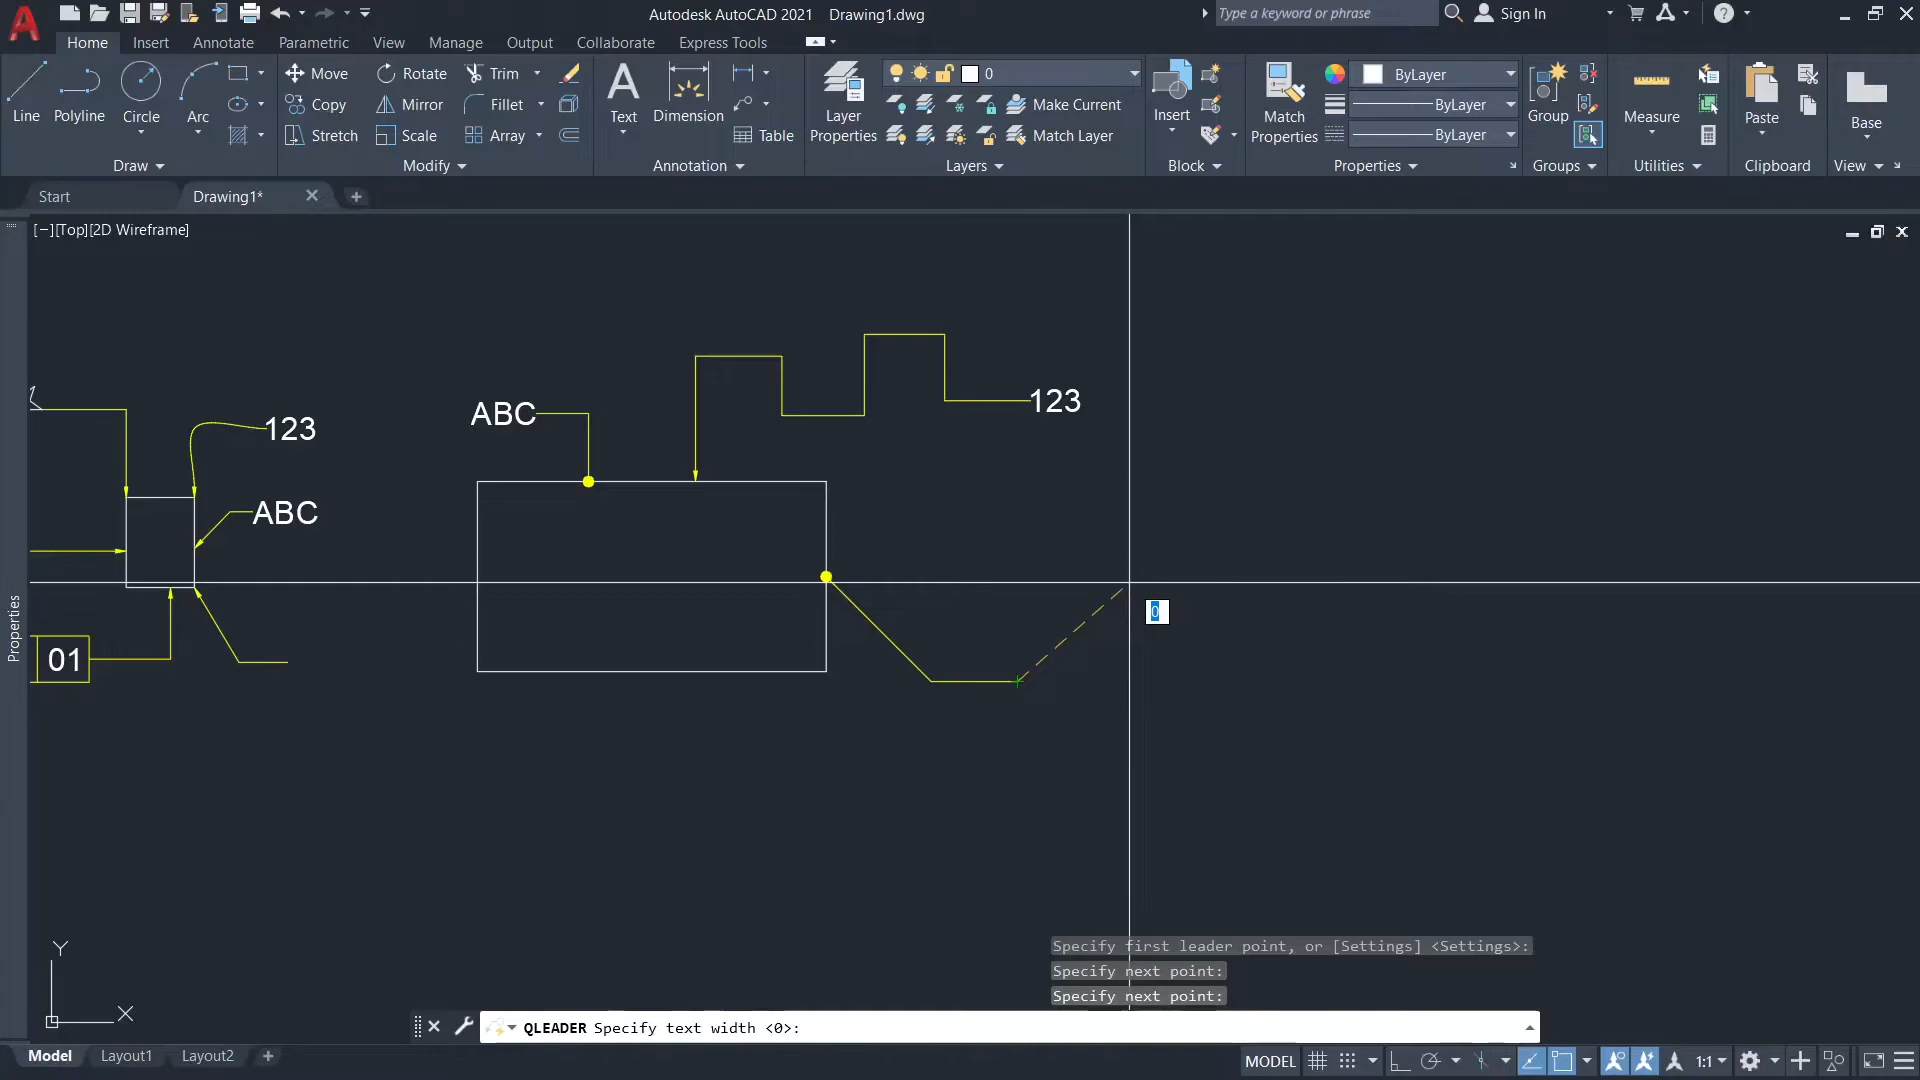 Autodesk AutoCAD 2021 Drawing1.dwg
Type a keyword or phrase
Sign In
Home Insert Annotate Parametric View Manage Output Collaborate Express Tools
Line Polyline Circle Arc
Move Rotate Trim
Copy Mirror Fillet
Stretch Scale Array
Text Dimension Table
Layer Properties
0
Make Current
Match Layer
Insert
Match Properties
ByLayer
ByLayer
ByLayer
Group
Measure
Paste
Base
Draw Modify Annotation Layers Block Properties Groups Utilities Clipboard View
Start Drawing1*
[−][Top][2D Wireframe]
123
ABC
01
ABC
123
0
Properties
Y
X
Specify first leader point, or [Settings] <Settings>:
Specify next point:
Specify next point:
QLEADER Specify text width <0>:
Model Layout1 Layout2
MODEL
1:1